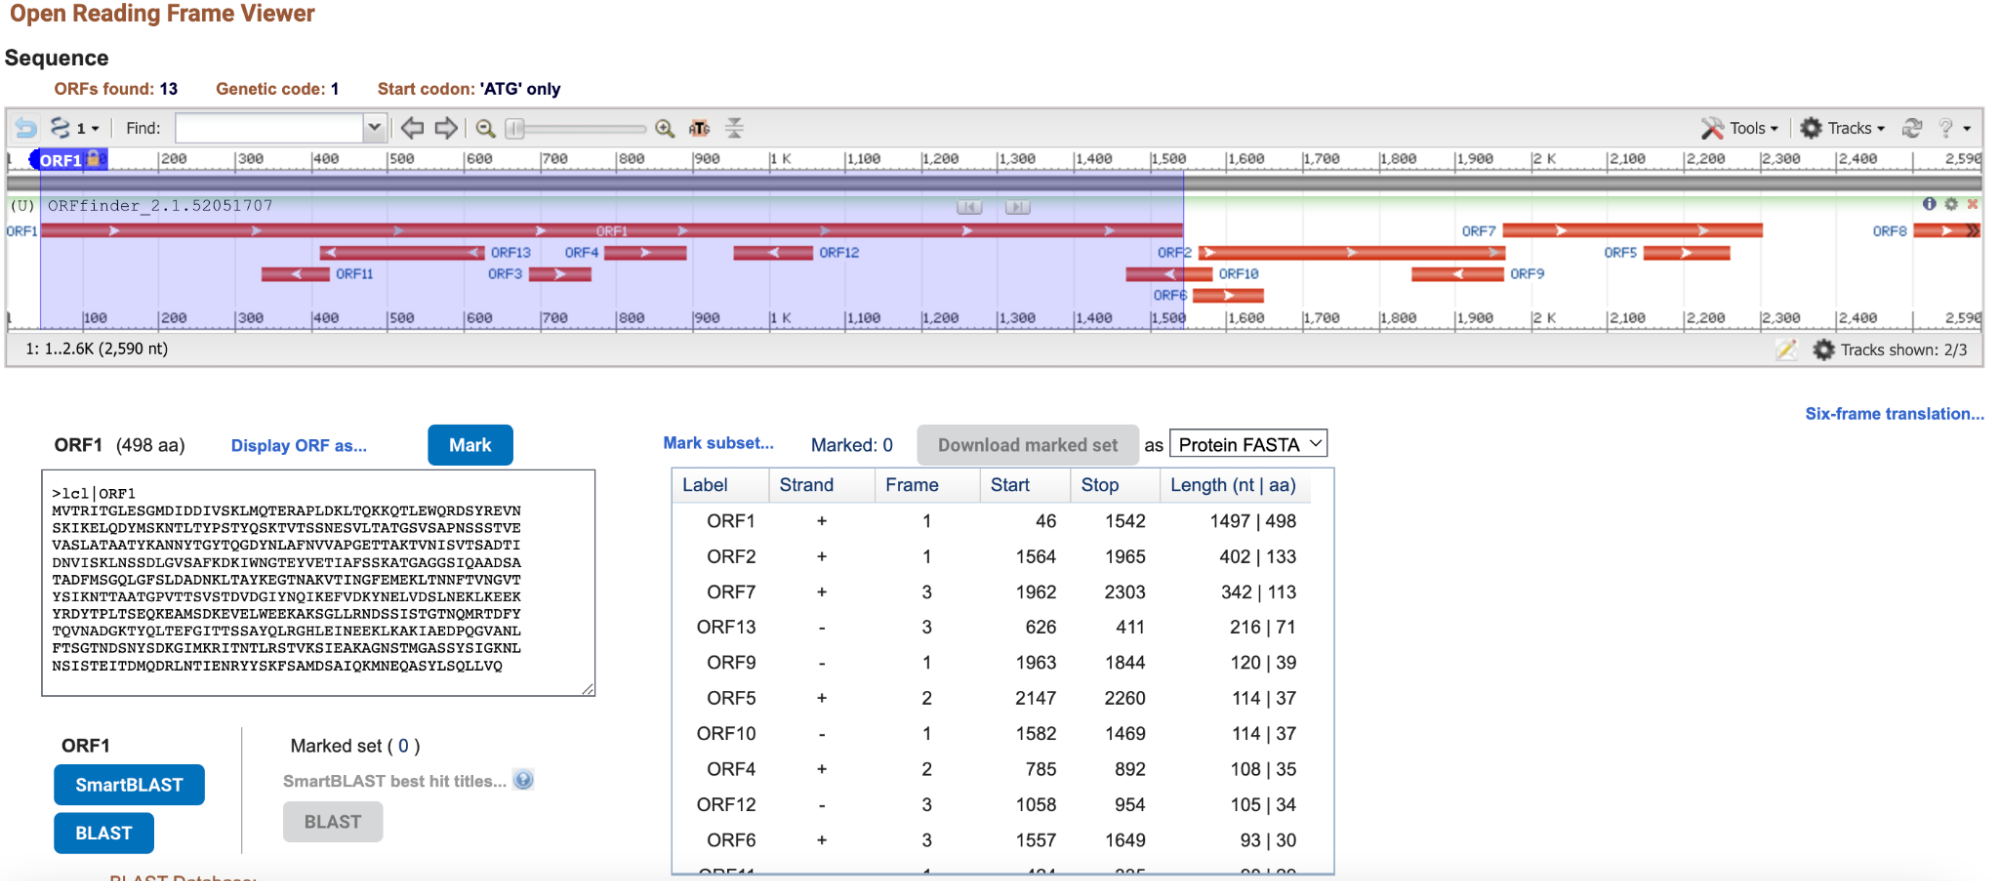 Open Reading Frame Viewer
Sequence
ORFs found: 13 Genetic code: 1 Start codon: 'ATG' only
1 Find: ATG Tools Tracks ?
1 ORF1 200 300 400 500 600 700 800 900 1 K 1,100 1,200 1,300 1,400 1,500 1,600 1,700 1,800 1,900 2 K 2,100 2,200 2,300 2,400 2,590
(U) ORFfinder_2.1.52051707
ORF1 ORF1 ORF7 ORF8
ORF13 ORF4 ORF12 ORF2 ORF5
ORF11 ORF3 ORF10 ORF9
ORF6
1 100 200 300 400 500 600 700 800 900 1 K 1,100 1,200 1,300 1,400 1,500 1,600 1,700 1,800 1,900 2 K 2,100 2,200 2,300 2,400 2,590
1: 1..2.6K (2,590 nt) Tracks shown: 2/3
Six-frame translation...
ORF1 (498 aa) Display ORF as... Mark
>lcl|ORF1
MVTRITGLESGMDIDDIVSKLMQTERAPLDKLTQKKQTLEWQRDSYREVN
SKIKELQDYMSKNTLTYPSTYQSKTVTSSNESVLTATGSVSAPNSSSTVE
VASLATAATYKANNYTGYTQGDYNLAFNVVAPGETTAKTVNISVTSADTI
DNVISKLNSSDLGVSAFKDKIWNGTEYVETIAFSSKATGAGGSIQAADSA
TADFMSGQLGFSLDADNKLTAYKEGTNAKVTINGFEMEKLTNNFTVNGVT
YSIKNTTAATGPVTTSVSTDVDGIYNQIKEFVDKYNELVDSLNEKLKEEK
YRDYTPLTSEQKEAMSDKEVELWEEKAKSGLLRNDSSISTGTNQMRTDFY
TQVNADGKTYQLTEFGITTSSAYQLRGHLEINEEKLKAKIAEDPQGVANL
FTSGTNDSNYSDKGIMKRITNTLRSTVKSIEAKAGNSTMGASSYSIGKNL
NSISTEITDMQDRLNTIENRYYSKFSAMDSAIQKMNEQASYLSQLLVQ
ORF1 Marked set ( 0 )
SmartBLAST SmartBLAST best hit titles... ?
BLAST BLAST
BLAST Database:
Mark subset... Marked: 0 Download marked set as Protein FASTA
Label Strand Frame Start Stop Length (nt | aa)
ORF1 + 1 46 1542 1497 | 498
ORF2 + 1 1564 1965 402 | 133
ORF7 + 3 1962 2303 342 | 113
ORF13 - 3 626 411 216 | 71
ORF9 - 1 1963 1844 120 | 39
ORF5 + 2 2147 2260 114 | 37
ORF10 - 1 1582 1469 114 | 37
ORF4 + 2 785 892 108 | 35
ORF12 - 3 1058 954 105 | 34
ORF6 + 3 1557 1649 93 | 30